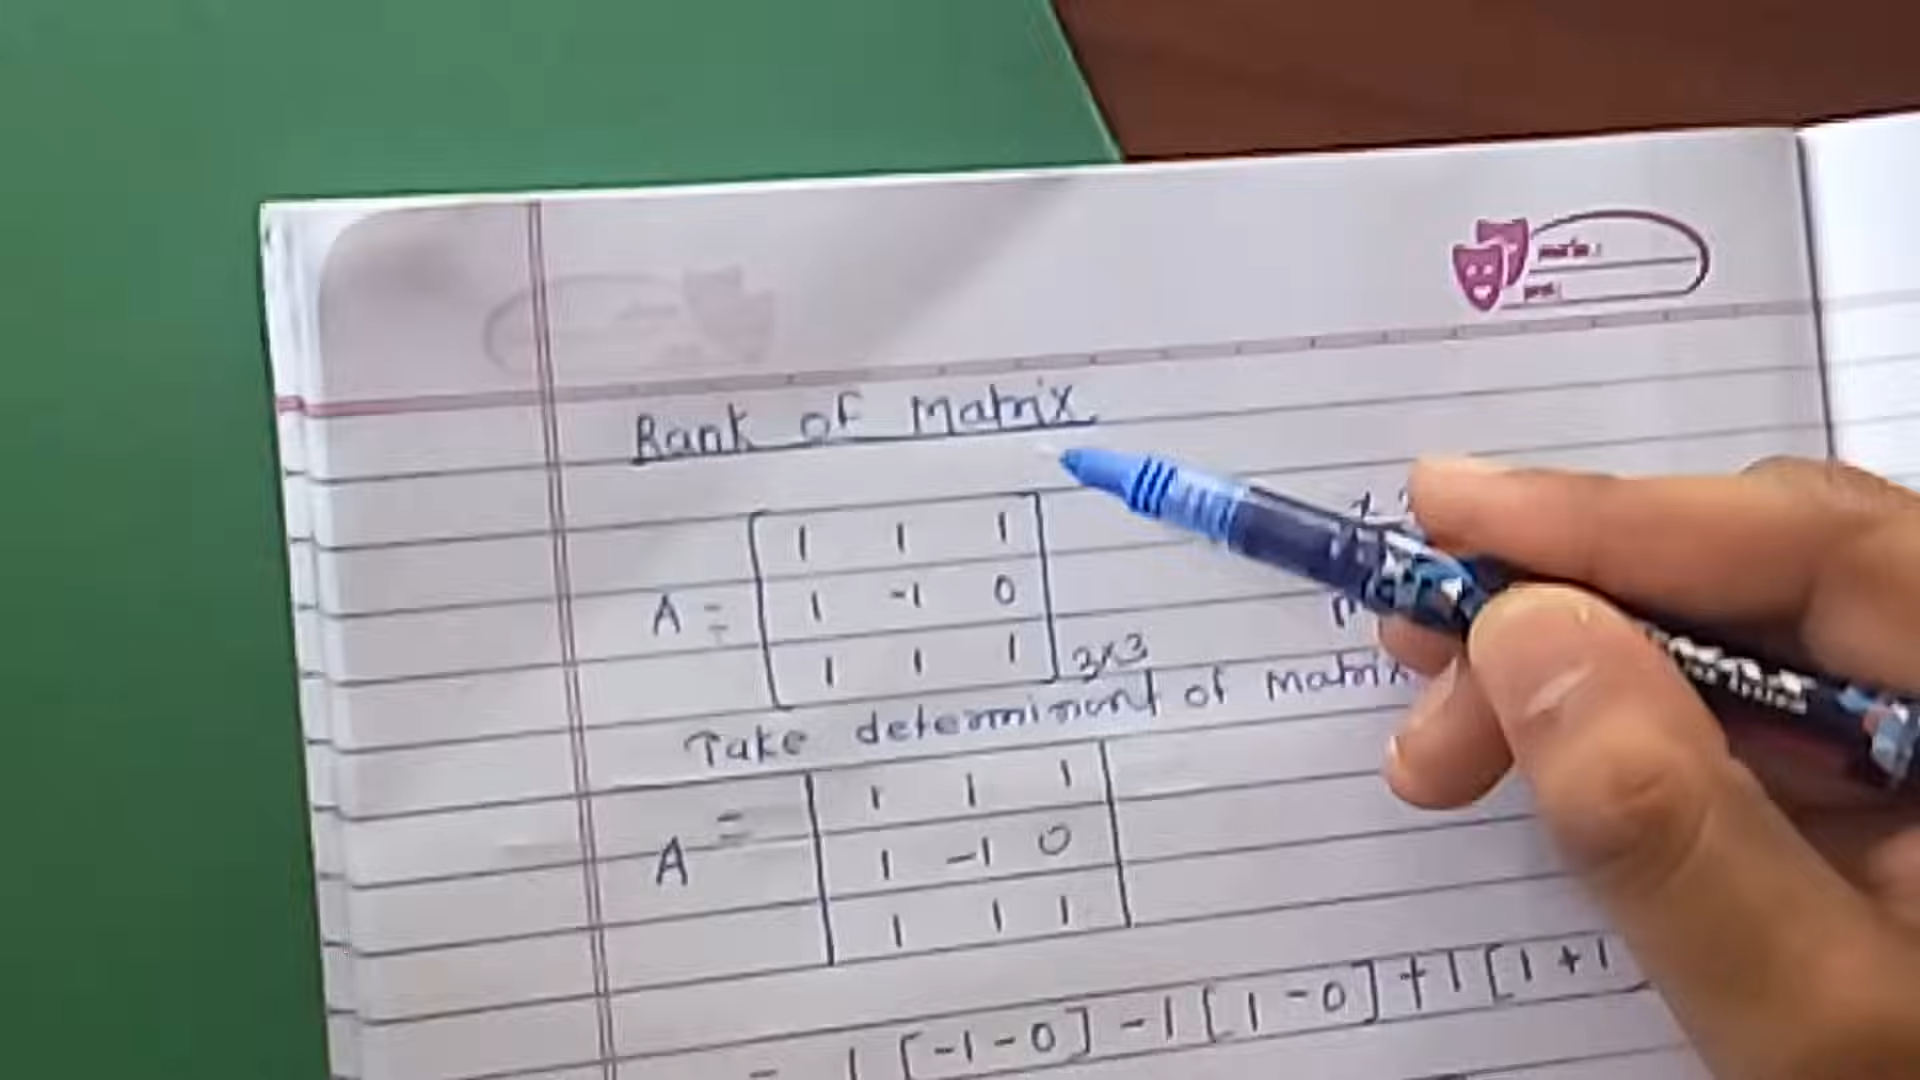 Rank of Matrix
A = [ 1 1 1
1 -1 0
1 1 1 ] 3x3
Take determinant of matrix
A = | 1 1 1 |
| 1 -1 0 |
| 1 1 1 |
= 1 [-1-0] -1 [1-0] +1 [1+1